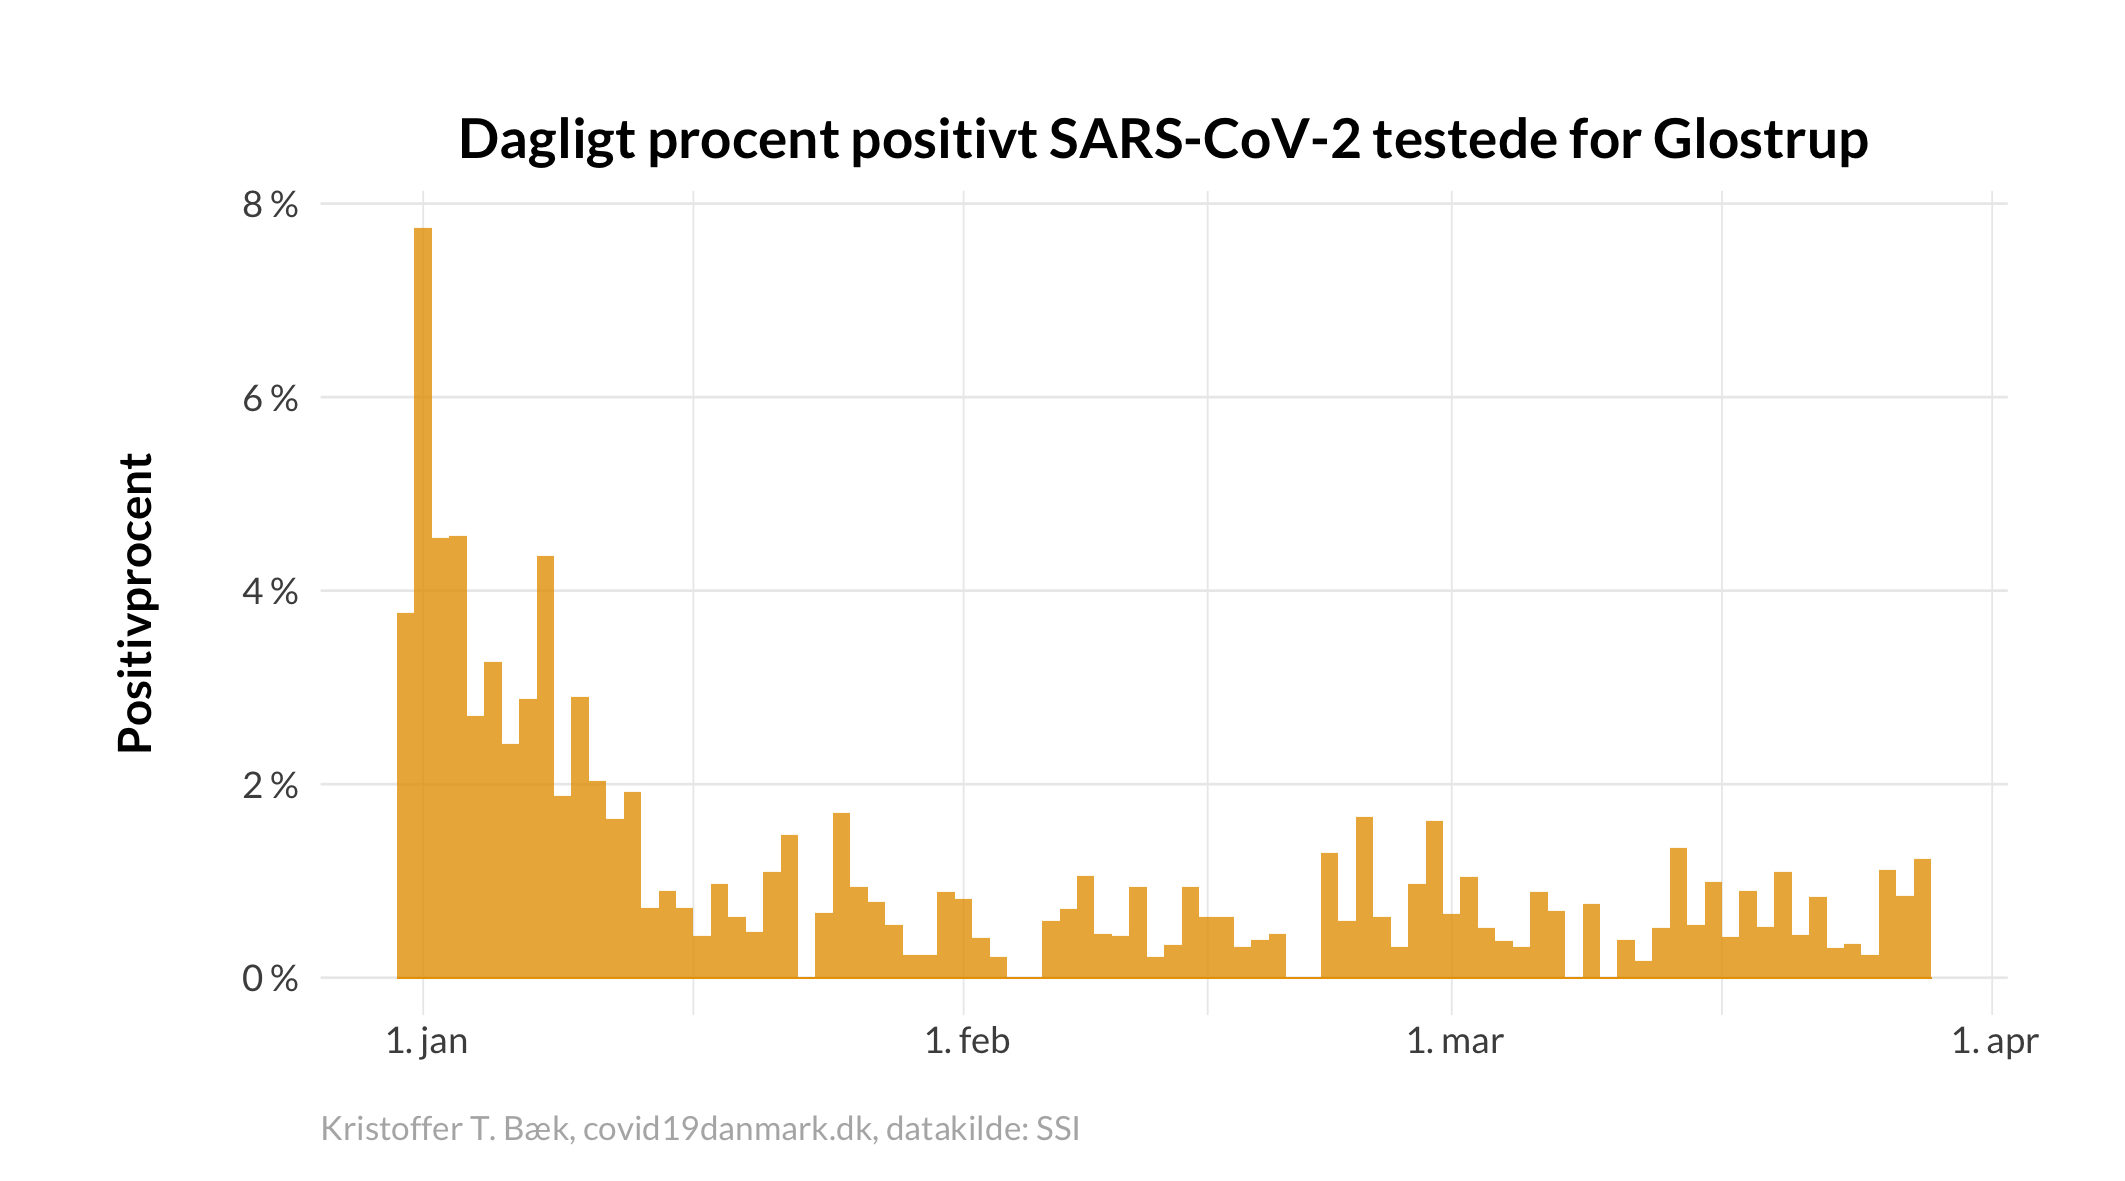 Dagligt procent positivt SARS-CoV-2 testede for Glostrup
Positivprocent
8 %
6 %
4 %
2 %
0 %
1. jan
1. feb
1. mar
1. apr
Kristoffer T. Bæk, covid19danmark.dk, datakilde: SSI